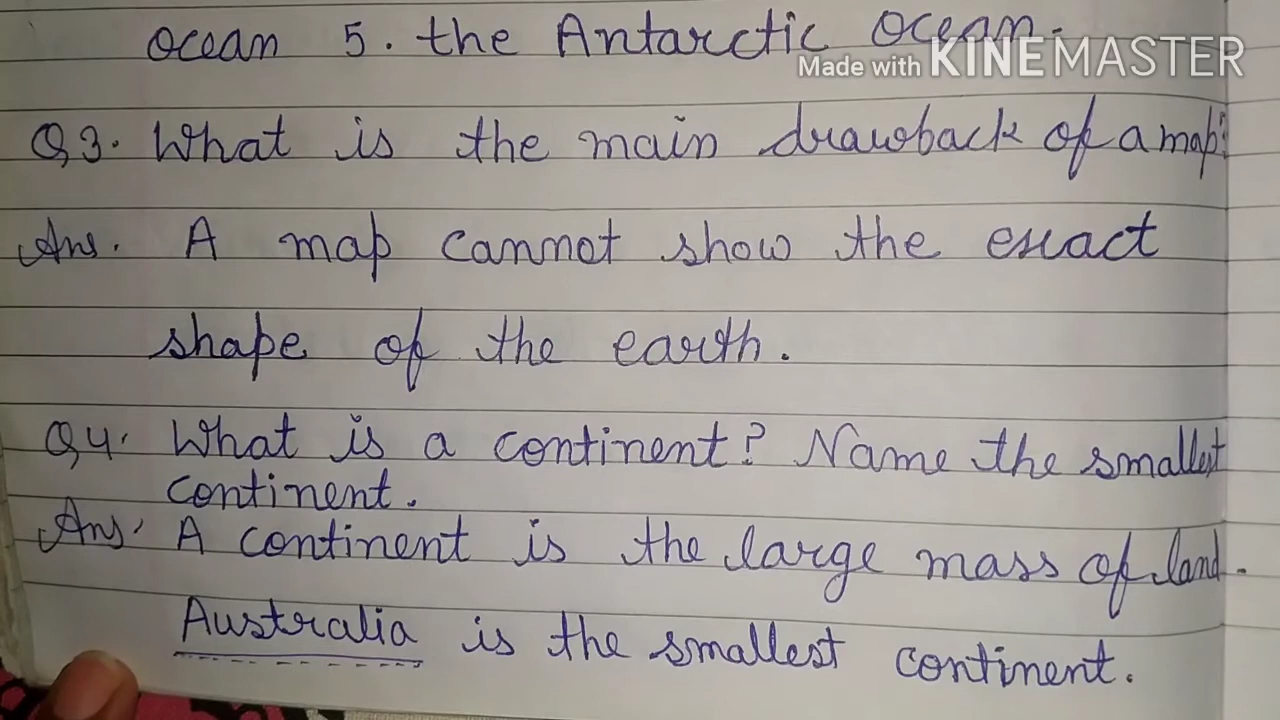 ocean 5. the Antarctic ocean.
Made with KINEMASTER
Q3. What is the main drawback of a map?
Ans. A map cannot show the exact
shape of the earth.
Q4. What is a continent? Name the smallest
continent.
Ans. A continent is the large mass of land.
Australia is the smallest continent.